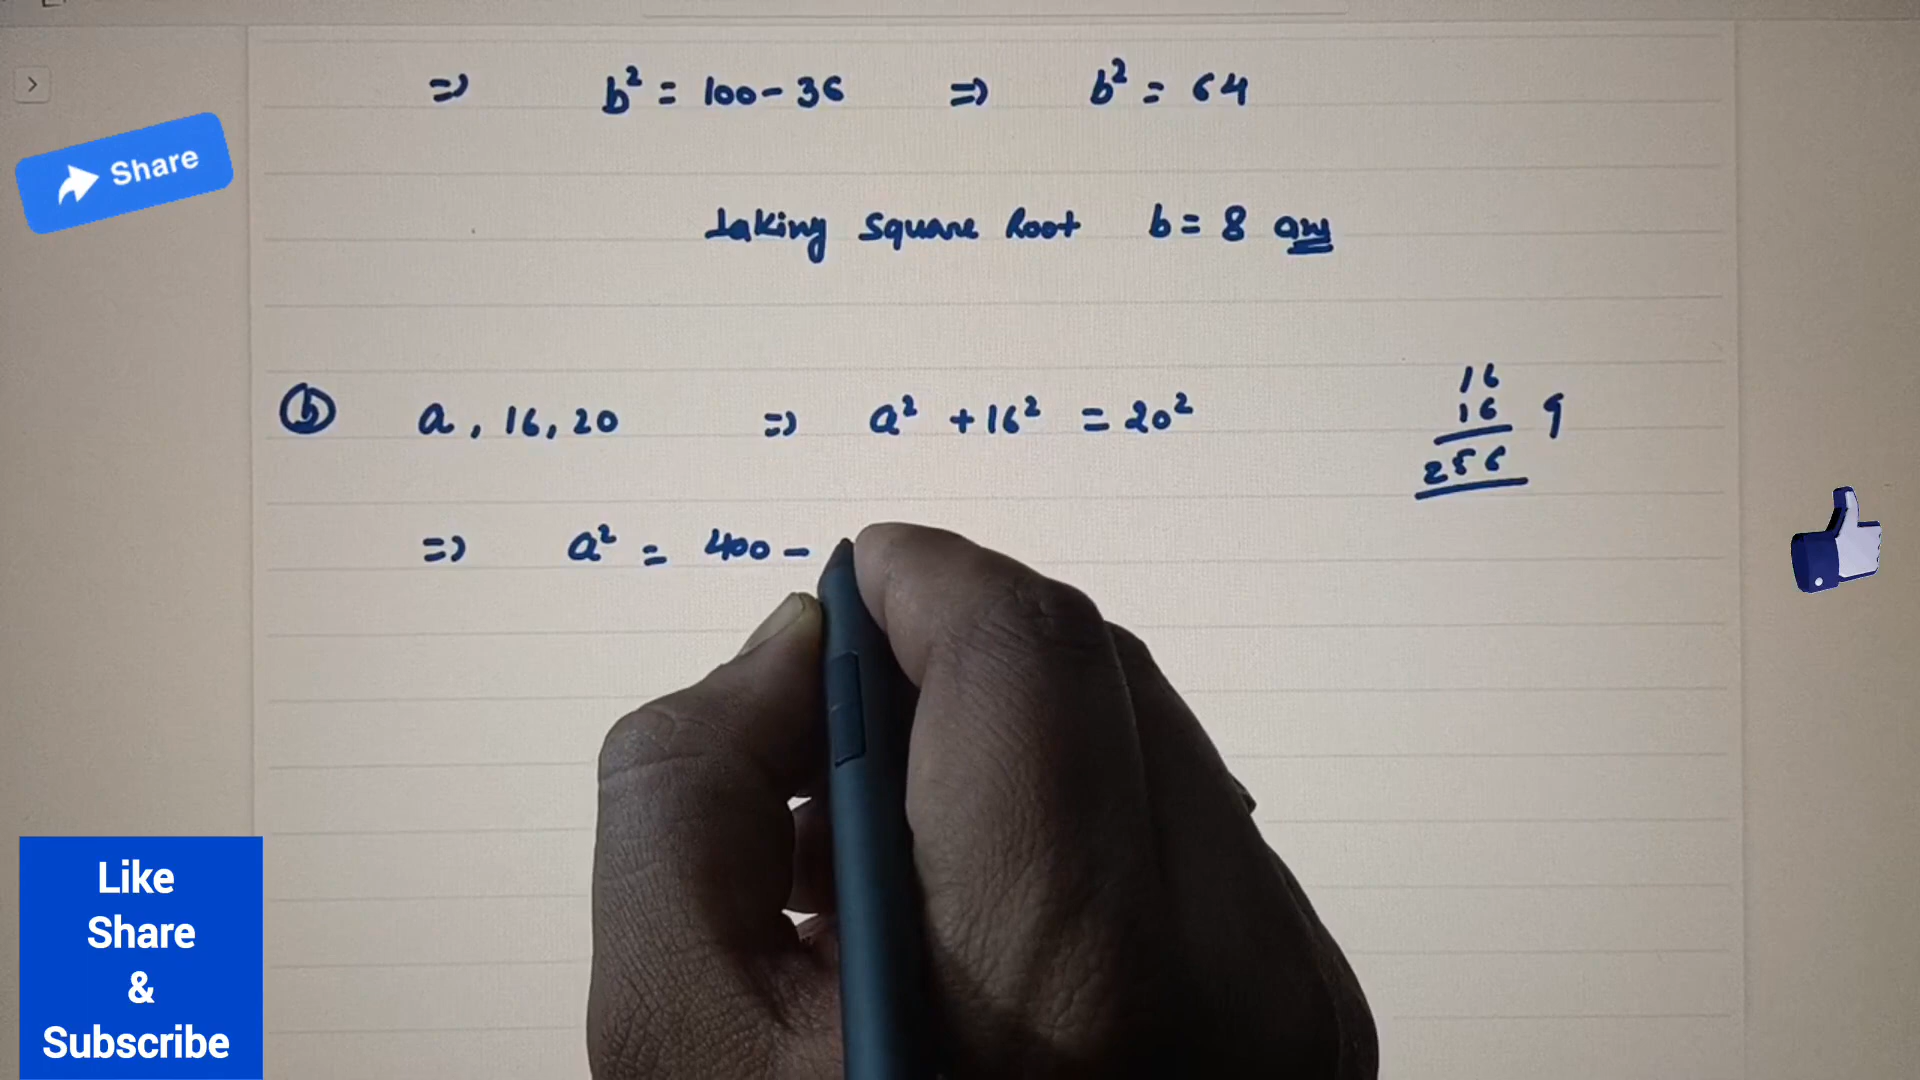 ⇒ b² = 100 - 36 ⇒ b² = 64
Share
Taking Square Root b = 8 ans
ⓑ a, 16, 20 ⇒ a² + 16² = 20²
16
16 9
256
⇒ a² = 400 -
Like
Share
&
Subscribe